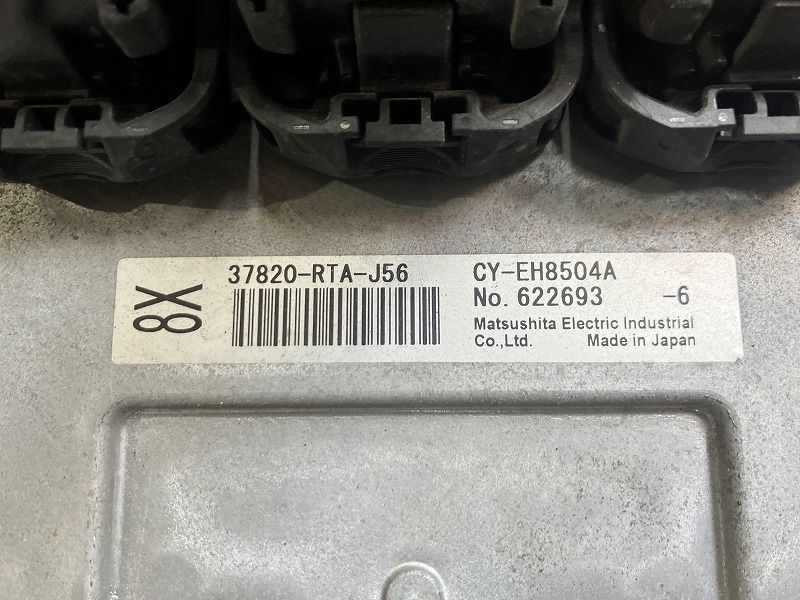 8X
37820-RTA-J56
CY-EH8504A
No. 622693 -6
Matsushita Electric Industrial
Co.,Ltd. Made in Japan